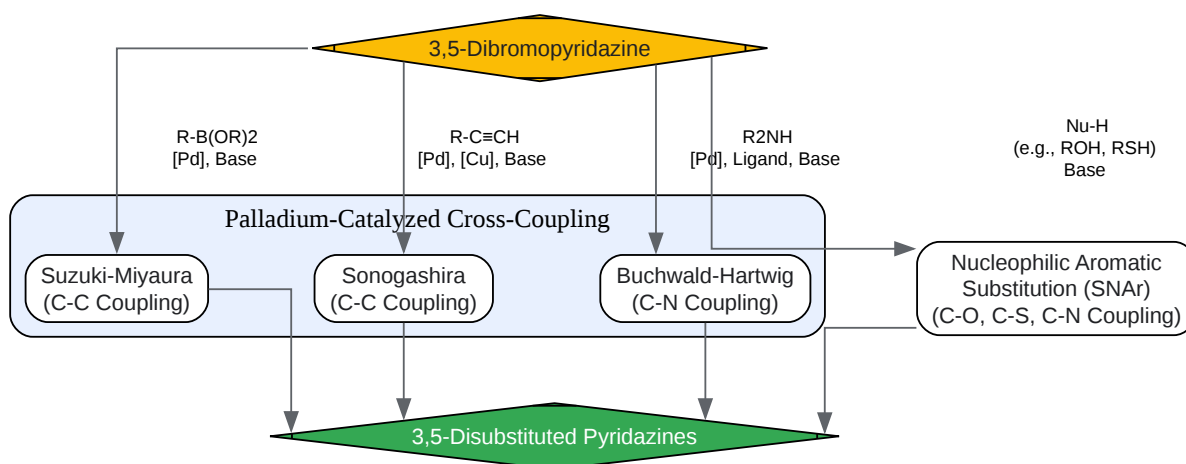 3,5-Dibromopyridazine
R-B(OR)2
[Pd], Base
R-C≡CH
[Pd], [Cu], Base
R2NH
[Pd], Ligand, Base
Nu-H
(e.g., ROH, RSH)
Base
Palladium-Catalyzed Cross-Coupling
Suzuki-Miyaura
(C-C Coupling)
Sonogashira
(C-C Coupling)
Buchwald-Hartwig
(C-N Coupling)
Nucleophilic Aromatic
Substitution (SNAr)
(C-O, C-S, C-N Coupling)
3,5-Disubstituted Pyridazines